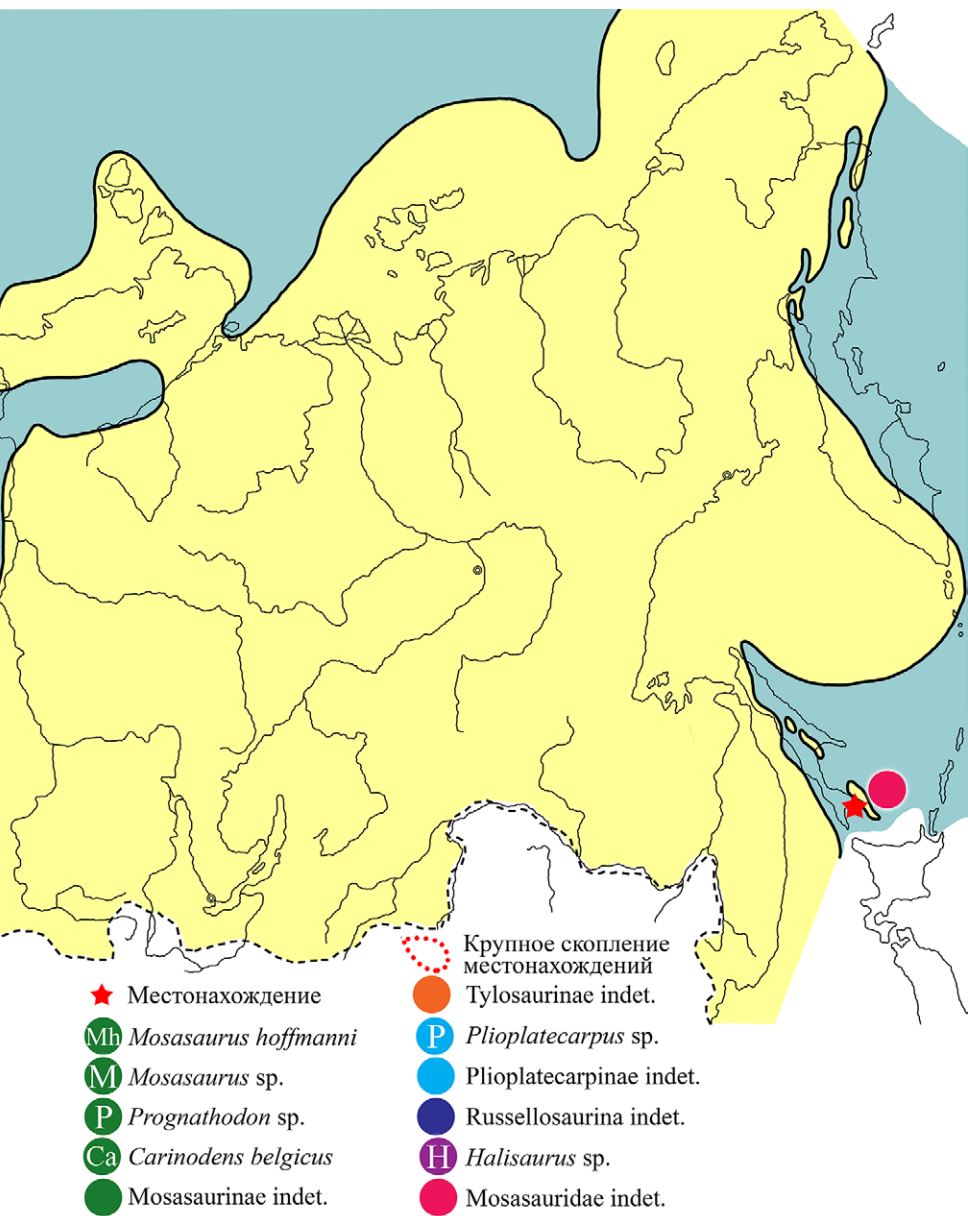 Крупное скопление
местонахождений
Местонахождение
Tylosaurinae indet.
Mh Mosasaurus hoffmanni
P Plioplatecarpus sp.
M Mosasaurus sp.
Plioplatecarpinae indet.
P Prognathodon sp.
Russellosaurina indet.
Ca Carinodens belgicus
H Halisaurus sp.
Mosasaurinae indet.
Mosasauridae indet.